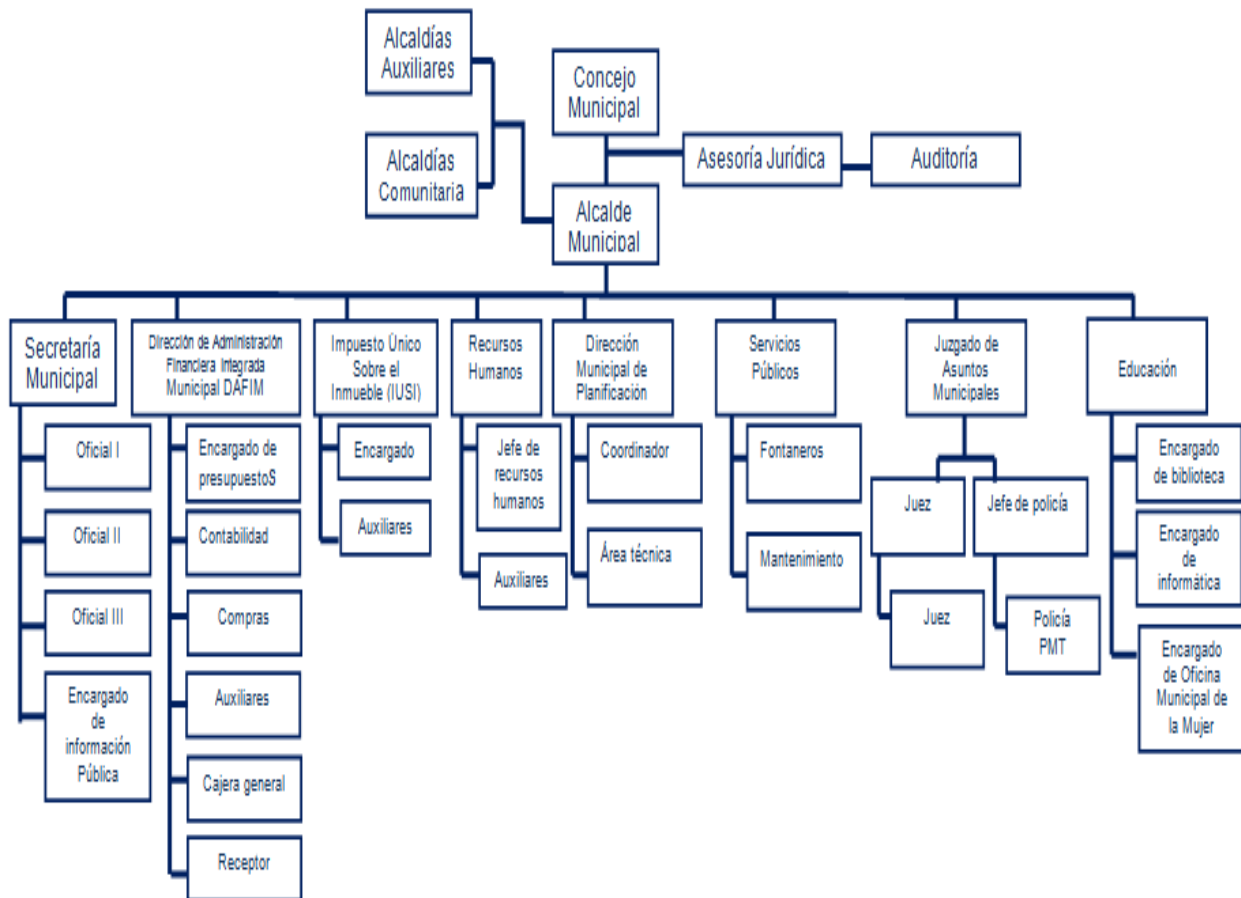 Alcaldías
Auxiliares
Concejo
Municipal
Alcaldías
Comunitaria
Asesoría Jurídica
Auditoría
Alcalde
Municipal
Secretaría
Municipal
Dirección de Administración
Financiera Integrada
Municipal DAFIM
Impuesto Único
Sobre el
Inmueble (IUSI)
Recursos
Humanos
Dirección
Municipal de
Planificación
Servicios
Públicos
Juzgado de
Asuntos
Municipales
Educación
Oficial I
Oficial II
Oficial III
Encargado
de
información
Pública
Encargado de
presupuestoS
Contabilidad
Compras
Auxiliares
Cajera general
Receptor
Encargado
Auxiliares
Jefe de
recursos
humanos
Auxiliares
Coordinador
Área técnica
Fontaneros
Mantenimiento
Juez
Juez
Jefe de policía
Policía
PMT
Encargado
de biblioteca
Encargado
de
informática
Encargado
de Oficina
Municipal de
la Mujer